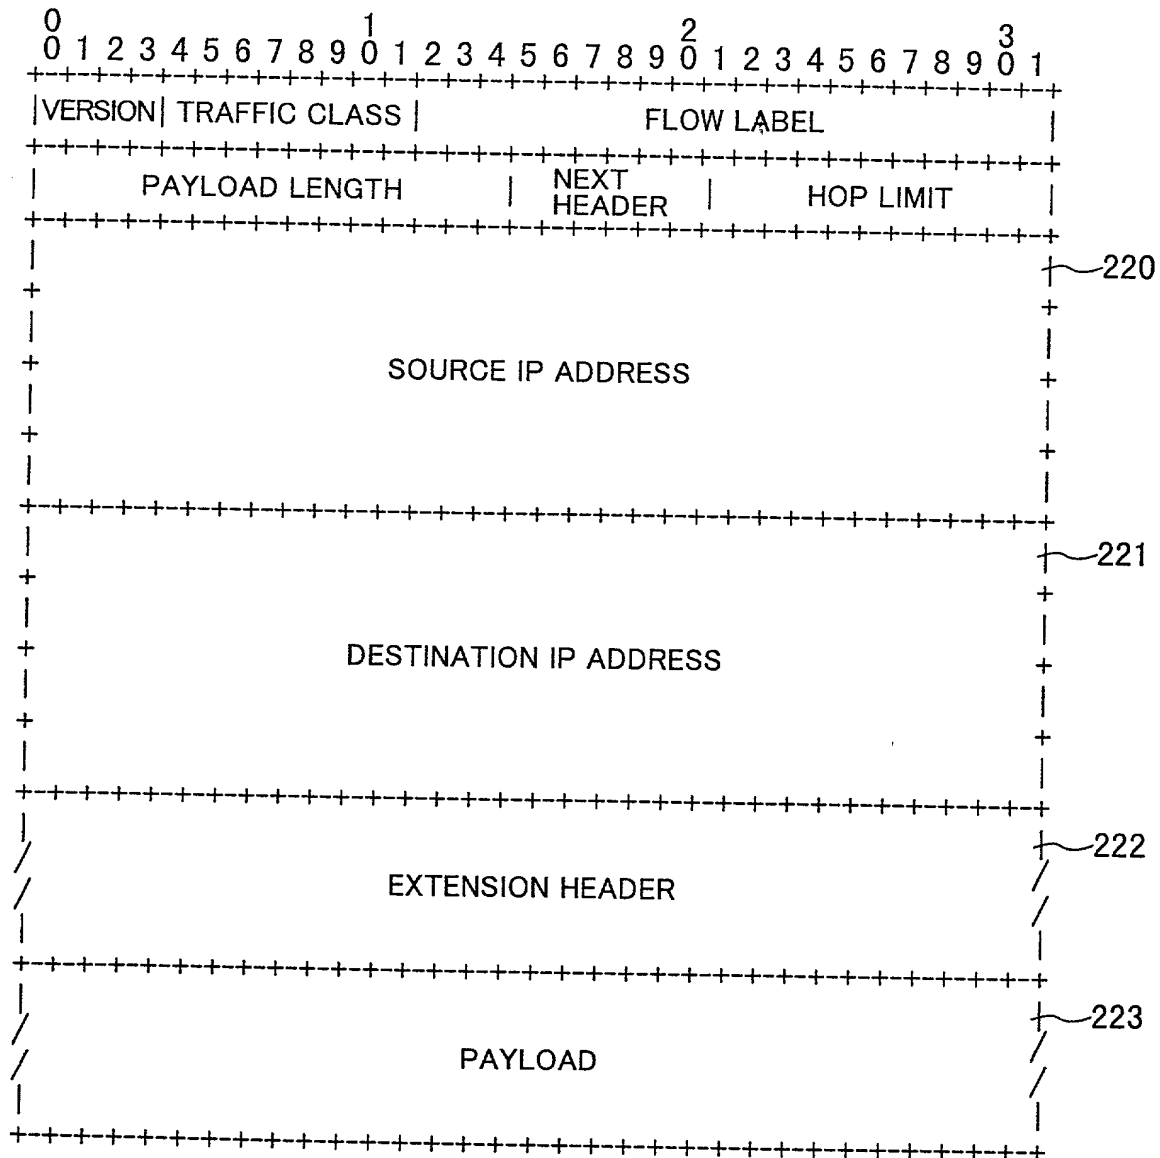 0 1 2 3
0 1 2 3 4 5 6 7 8 9 0 1 2 3 4 5 6 7 8 9 0 1 2 3 4 5 6 7 8 9 0 1
+-+-+-+-+-+-+-+-+-+-+-+-+-+-+-+-+-+-+-+-+-+-+-+-+-+-+-+-+-+-+-+-+
|VERSION| TRAFFIC CLASS | FLOW LABEL |
+-+-+-+-+-+-+-+-+-+-+-+-+-+-+-+-+-+-+-+-+-+-+-+-+-+-+-+-+-+-+-+-+
| PAYLOAD LENGTH | NEXT HEADER | HOP LIMIT |
+-+-+-+-+-+-+-+-+-+-+-+-+-+-+-+-+-+-+-+-+-+-+-+-+-+-+-+-+-+-+-+-+
220
SOURCE IP ADDRESS
+-+-+-+-+-+-+-+-+-+-+-+-+-+-+-+-+-+-+-+-+-+-+-+-+-+-+-+-+-+-+-+-+
221
DESTINATION IP ADDRESS
+-+-+-+-+-+-+-+-+-+-+-+-+-+-+-+-+-+-+-+-+-+-+-+-+-+-+-+-+-+-+-+-+
222
EXTENSION HEADER
+-+-+-+-+-+-+-+-+-+-+-+-+-+-+-+-+-+-+-+-+-+-+-+-+-+-+-+-+-+-+-+-+
223
PAYLOAD
+-+-+-+-+-+-+-+-+-+-+-+-+-+-+-+-+-+-+-+-+-+-+-+-+-+-+-+-+-+-+-+-+